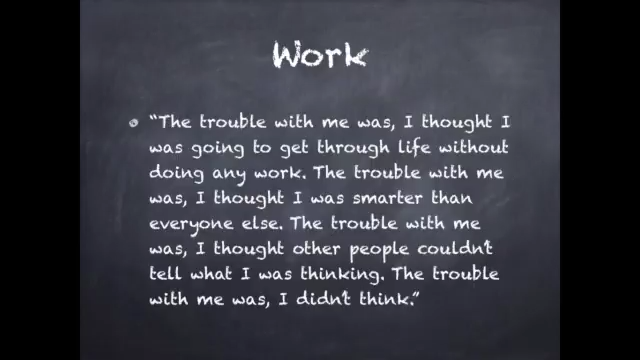 Work
"The trouble with me was, I thought I
was going to get through life without
doing any work. The trouble with me
was, I thought I was smarter than
everyone else. The trouble with me
was, I thought other people couldn't
tell what I was thinking. The trouble
with me was, I didn't think."